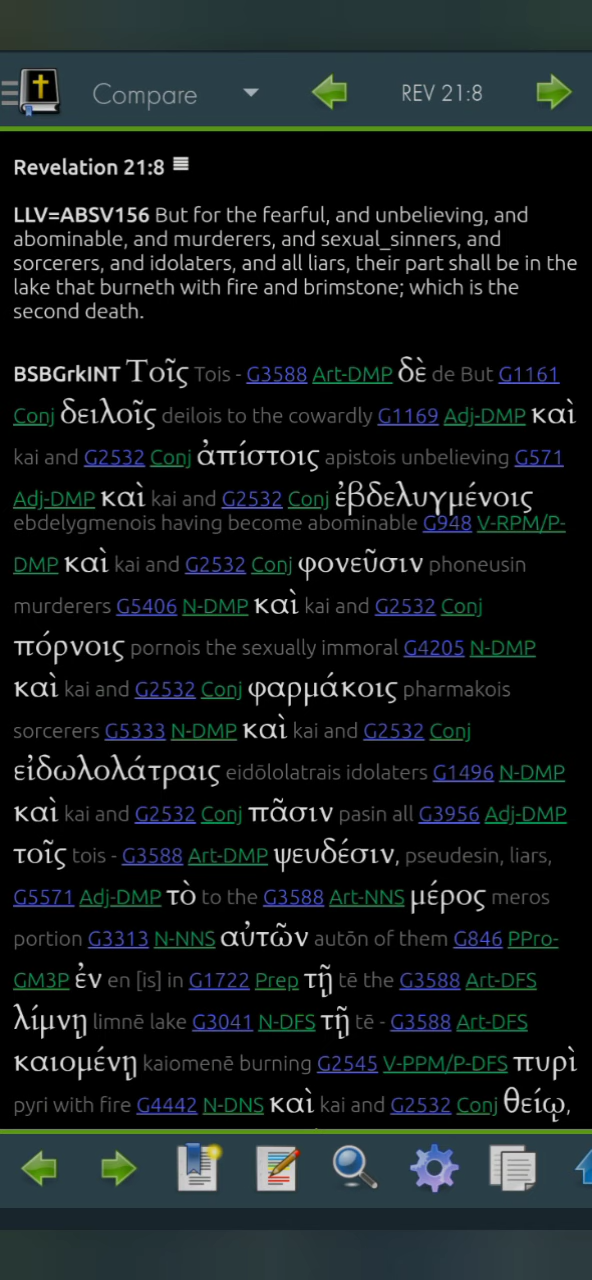 Compare
REV 21:8
Revelation 21:8
LLV=ABSV156 But for the fearful, and unbelieving, and
abominable, and murderers, and sexual_sinners, and
sorcerers, and idolaters, and all liars, their part shall be in the
lake that burneth with fire and brimstone; which is the
second death.
BSBGrkINT Τοῖς Tois - G3588 Art-DMP δὲ de But G1161
Conj δειλοῖς deilois to the cowardly G1169 Adj-DMP καὶ
kai and G2532 Conj ἀπίστοις apistois unbelieving G571
Adj-DMP καὶ kai and G2532 Conj ἐβδελυγμένοις
ebdelygmenois having become abominable G948 V-RPM/P-
DMP καὶ kai and G2532 Conj φονεῦσιν phoneusin
murderers G5406 N-DMP καὶ kai and G2532 Conj
πόρνοις pornois the sexually immoral G4205 N-DMP
καὶ kai and G2532 Conj φαρμάκοις pharmakois
sorcerers G5333 N-DMP καὶ kai and G2532 Conj
εἰδωλολάτραις eidōlolatrais idolaters G1496 N-DMP
καὶ kai and G2532 Conj πᾶσιν pasin all G3956 Adj-DMP
τοῖς tois - G3588 Art-DMP ψευδέσιν, pseudesin, liars,
G5571 Adj-DMP τὸ to the G3588 Art-NNS μέρος meros
portion G3313 N-NNS αὐτῶν autōn of them G846 PPro-
GM3P ἐν en [is] in G1722 Prep τῇ tē the G3588 Art-DFS
λίμνῃ limnē lake G3041 N-DFS τῇ tē - G3588 Art-DFS
καιομένῃ kaiomenē burning G2545 V-PPM/P-DFS πυρὶ
pyri with fire G4442 N-DNS καὶ kai and G2532 Conj θείῳ,